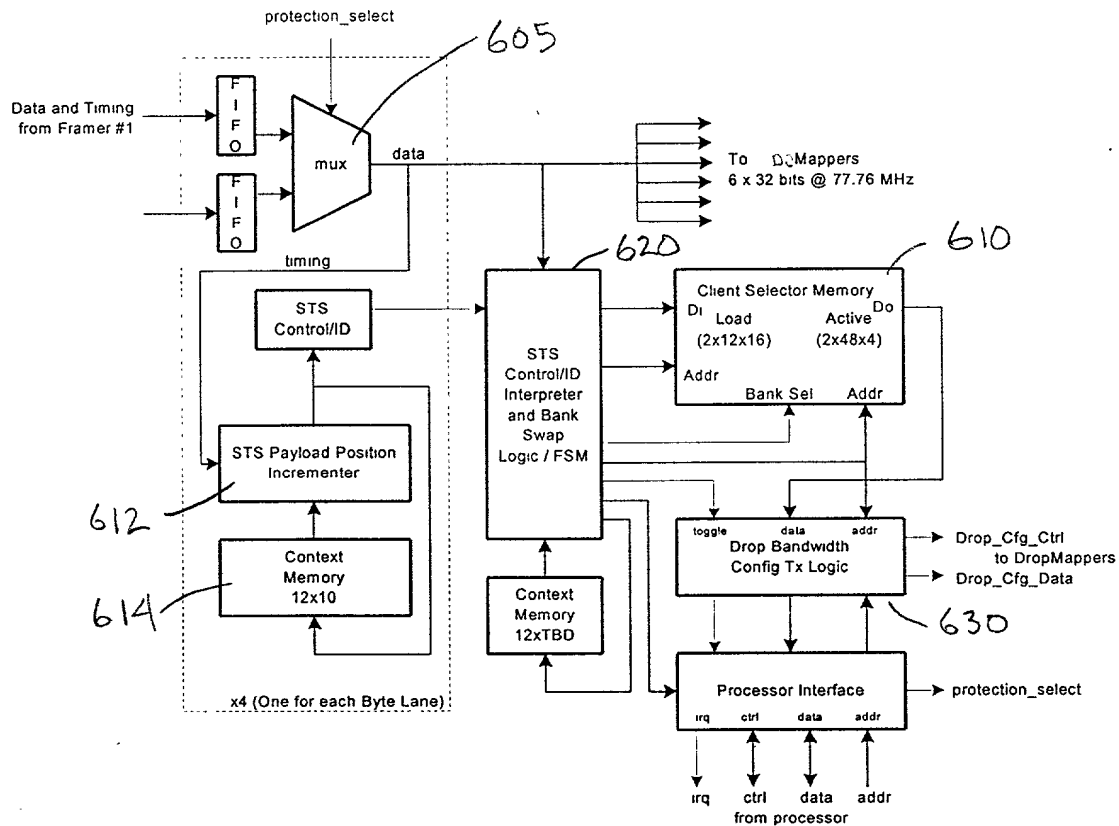 protection_select
605
Data and Timing
from Framer #1
F
I
F
O
mux
data
F
I
F
O
To DeMappers
6 x 32 bits @ 77.76 MHz
timing
620
610
STS
Control/ID
STS
Control/ID
Interpreter
and Bank
Swap
Logic / FSM
Client Selector Memory
Di
Do
Load
(2x12x16)
Active
(2x48x4)
Addr
Bank Sel
Addr
STS Payload Position
Incrementer
612
Context
Memory
12x10
614
x4 (One for each Byte Lane)
Context
Memory
12xTBD
toggle
data
addr
Drop Bandwidth
Config Tx Logic
Drop_Cfg_Ctrl
to DropMappers
Drop_Cfg_Data
630
Processor Interface
irq
ctrl
data
addr
protection_select
irq
ctrl
data
addr
from processor